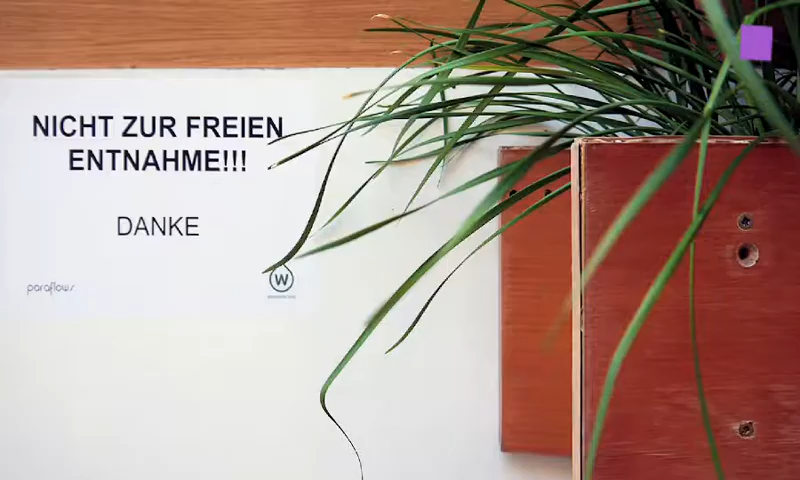 NICHT ZUR FREIEN
ENTNAHME!!!
DANKE
paraflows
W